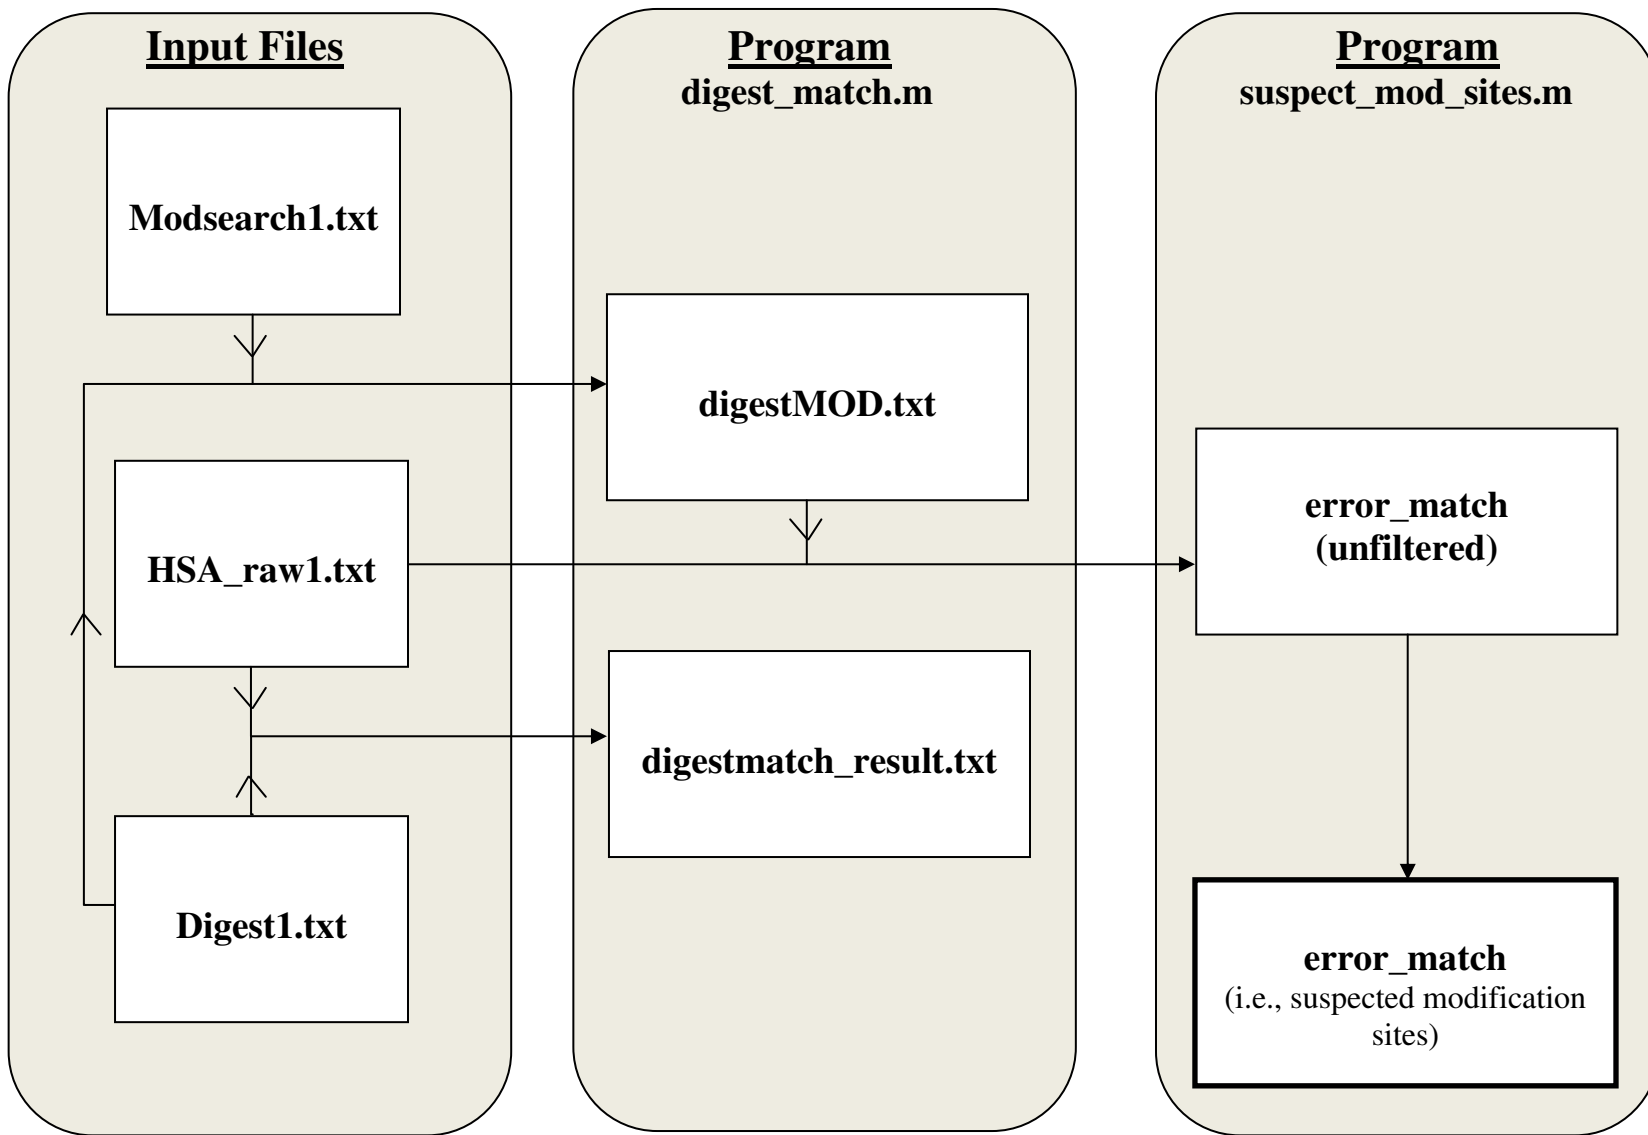 Input Files
Modsearch1.txt
HSA_raw1.txt
Digest1.txt
Program
digest_match.m
digestMOD.txt
digestmatch_result.txt
Program
suspect_mod_sites.m
error_match
(unfiltered)
error_match
(i.e., suspected modification
sites)